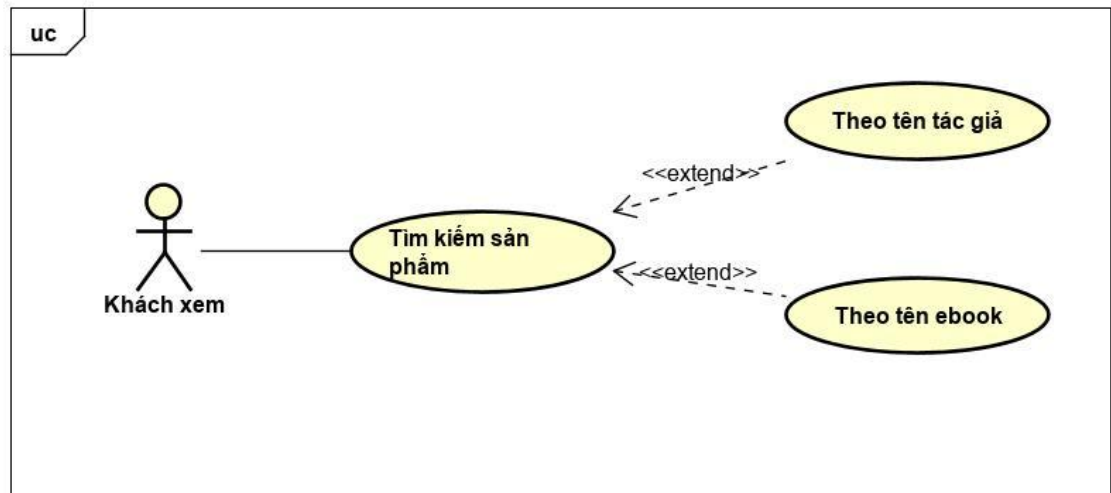 uc
Theo tên tác giả
<<extend>>
Tìm kiếm sản
phẩm
<<extend>>
Khách xem
Theo tên ebook